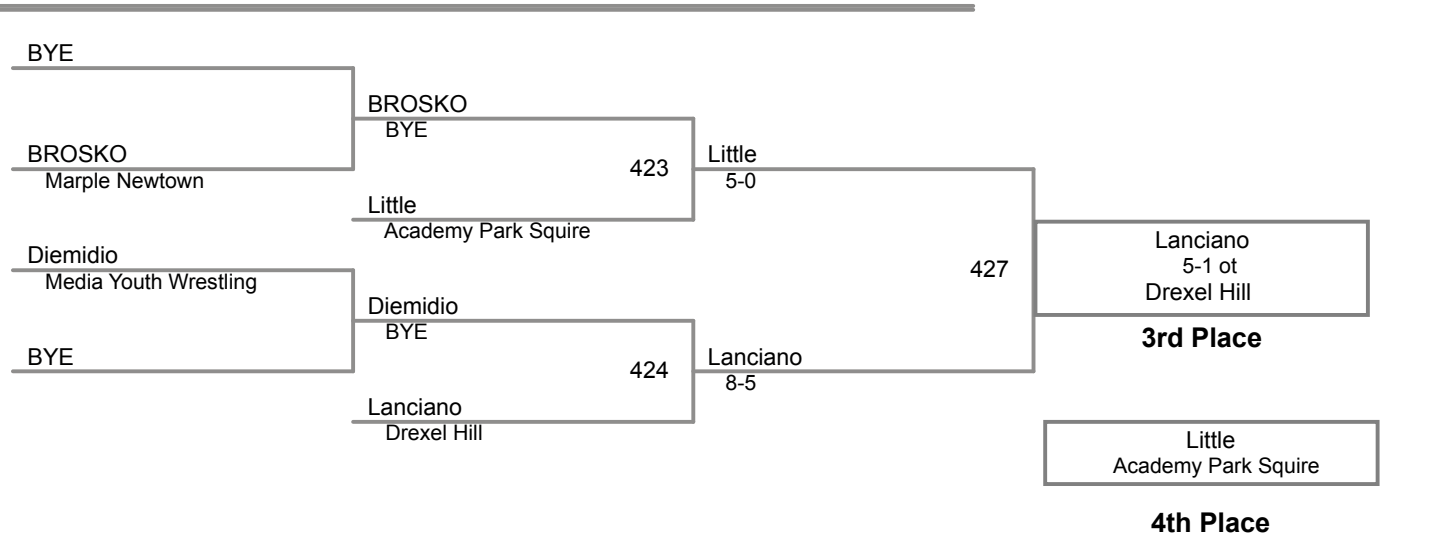 BYE
BROSKO
BYE
BROSKO
Marple Newtown
423
Little
5-0
Little
Academy Park Squire
Diemidio
Media Youth Wrestling
427
Lanciano
5-1 ot
Drexel Hill
3rd Place
Diemidio
BYE
BYE
424
Lanciano
8-5
Lanciano
Drexel Hill
Little
Academy Park Squire
4th Place